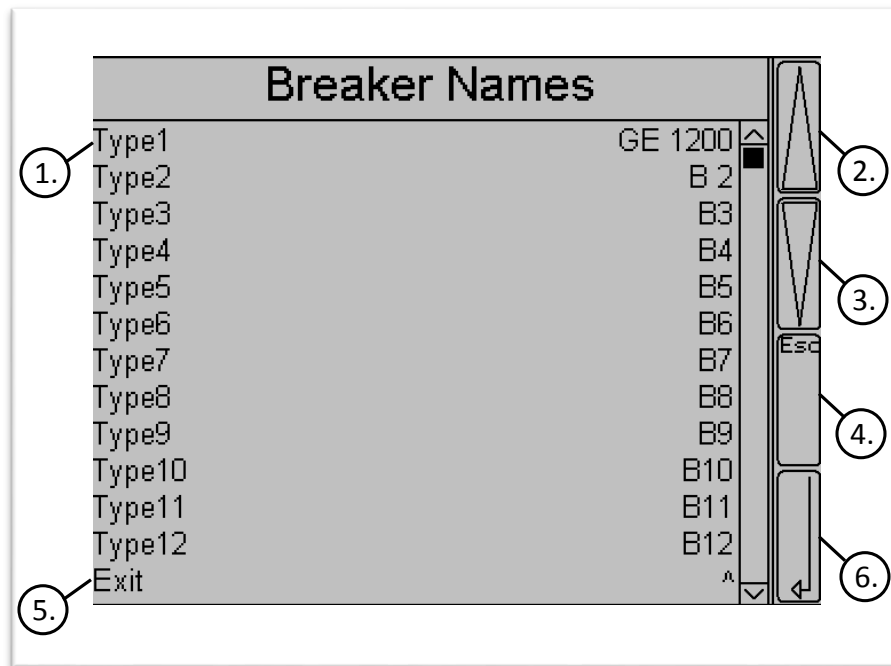 Breaker Names
1.
Type1 GE 1200
Type2 B 2
2.
Type3 B3
Type4 B4
3.
Type5 B5
Type6 B6
Esc
Type7 B7
Type8 B8
Type9 B9
4.
Type10 B10
Type11 B11
Type12 B12
Exit ^
5.
6.